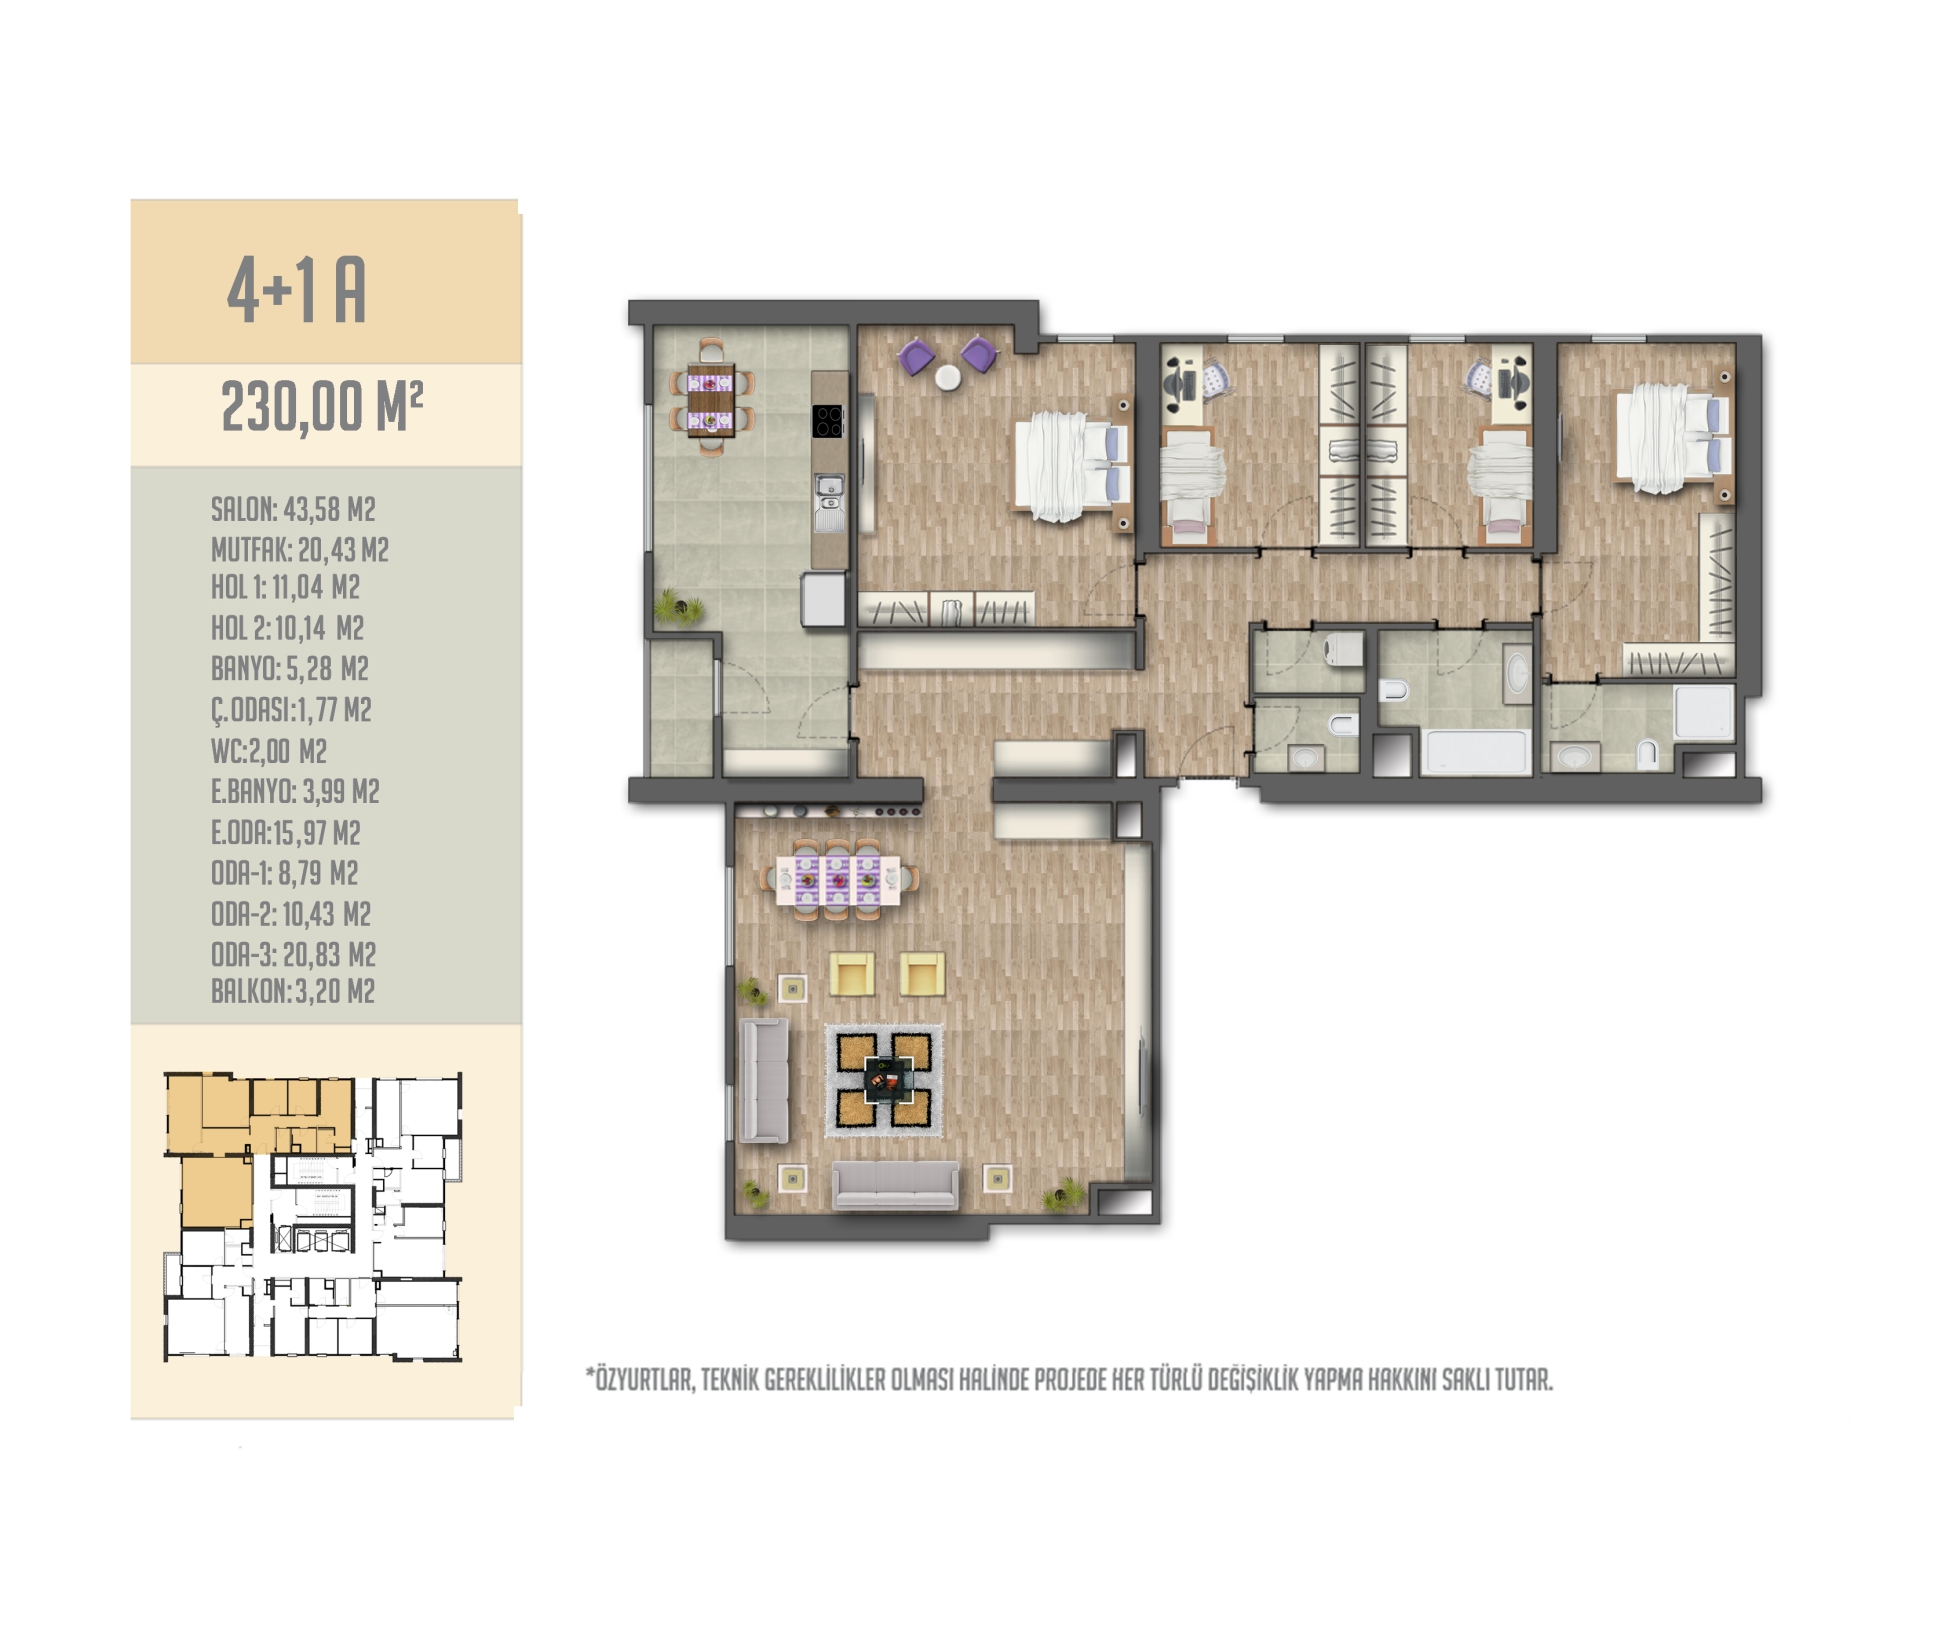 4+1 A
230,00 M²
SALON: 43,58 M2
MUTFAK: 20,43 M2
HOL 1: 11,04 M2
HOL 2: 10,14 M2
BANYO: 5,28 M2
Ç.ODASI:1,77 M2
WC:2,00 M2
E.BANYO: 3,99 M2
E.ODA:15,97 M2
ODA-1: 8,79 M2
ODA-2: 10,43 M2
ODA-3: 20,83 M2
BALKON:3,20 M2
*ÖZYURTLAR, TEKNİK GEREKLİLİKLER OLMASI HALİNDE PROJEDE HER TÜRLÜ DEĞİŞİKLİK YAPMA HAKKINI SAKLI TUTAR.